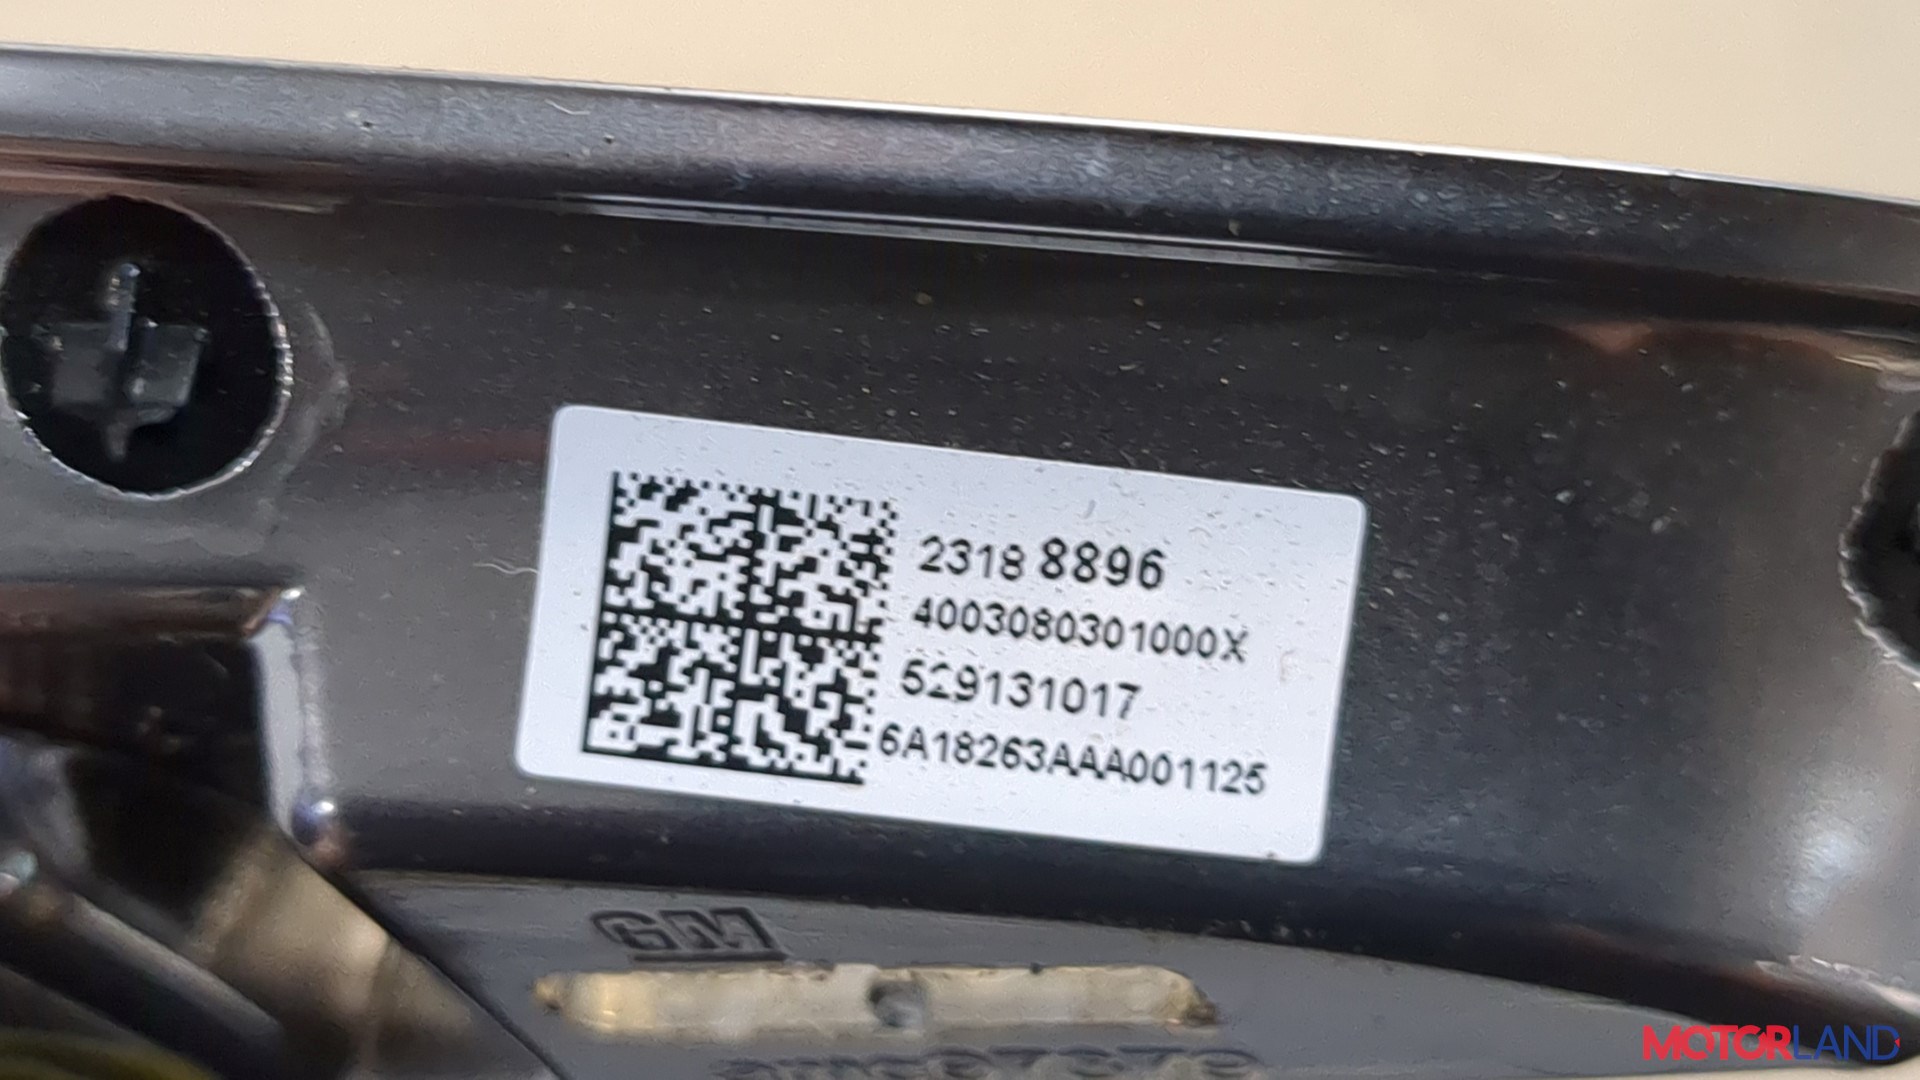 2318 8896
4003080301000X
529131017
6A18263AAA001125
GM
MOTORLAND